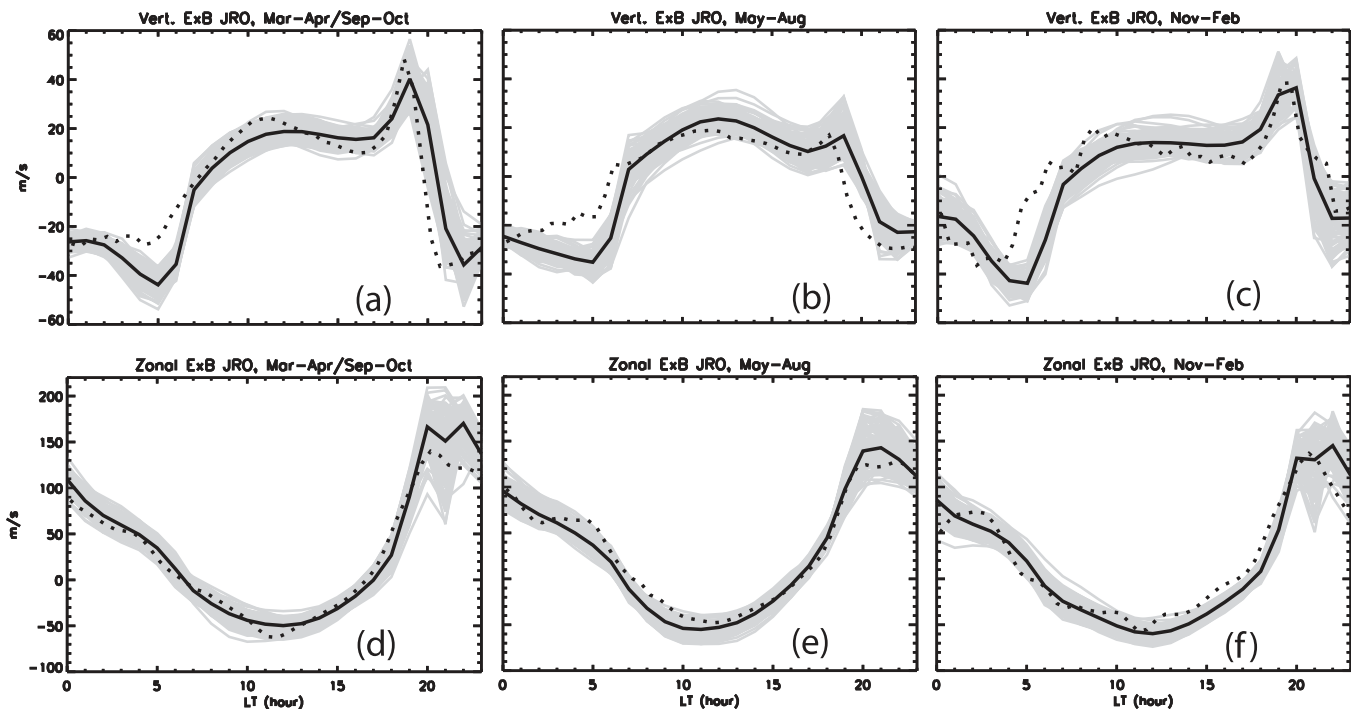 Vert. ExB JRO, Mar-Apr/Sep-Oct
Vert. ExB JRO, May-Aug
Vert. ExB JRO, Nov-Feb
60
40
20
0
-20
-40
-60
m/s
(a)
(b)
(c)
Zonal ExB JRO, Mar-Apr/Sep-Oct
Zonal ExB JRO, May-Aug
Zonal ExB JRO, Nov-Feb
200
150
100
50
0
-50
-100
m/s
(d)
(e)
(f)
0 5 10 15 20
0 5 10 15 20
0 5 10 15 20
LT (hour)
LT (hour)
LT (hour)